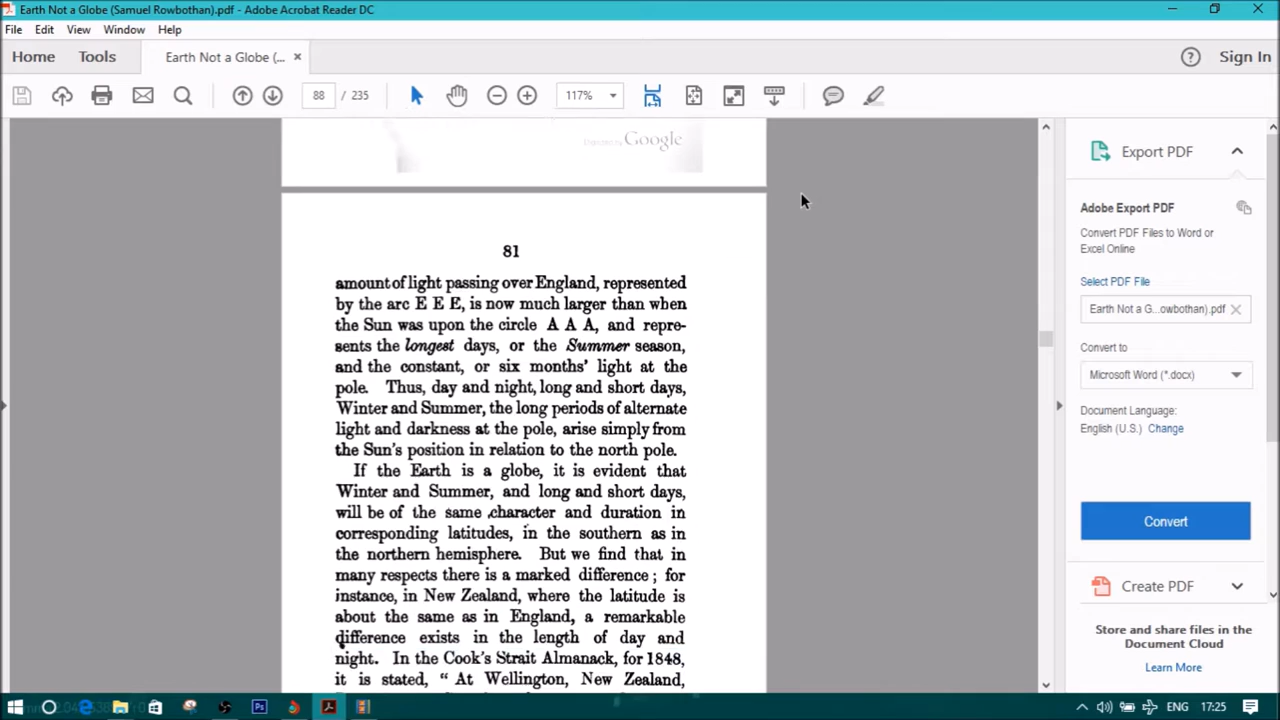 Earth Not a Globe (Samuel Rowbothan).pdf - Adobe Acrobat Reader DC
File Edit View Window Help
Home Tools Earth Not a Globe (... × Sign In
88 / 235 117%
Google
81
amount of light passing over England, represented
by the arc E E E, is now much larger than when
the Sun was upon the circle A A A, and repre-
sents the longest days, or the Summer season,
and the constant, or six months' light at the
pole. Thus, day and night, long and short days,
Winter and Summer, the long periods of alternate
light and darkness at the pole, arise simply from
the Sun's position in relation to the north pole.
If the Earth is a globe, it is evident that
Winter and Summer, and long and short days,
will be of the same character and duration in
corresponding latitudes, in the southern as in
the northern hemisphere. But we find that in
many respects there is a marked difference; for
instance, in New Zealand, where the latitude is
about the same as in England, a remarkable
difference exists in the length of day and
night. In the Cook's Strait Almanack, for 1848,
it is stated, "At Wellington, New Zealand,
Export PDF
Adobe Export PDF
Convert PDF Files to Word or
Excel Online
Select PDF File
Earth Not a G...owbothan).pdf ×
Convert to
Microsoft Word (*.docx)
Document Language:
English (U.S.) Change
Convert
Create PDF
Store and share files in the
Document Cloud
Learn More
ENG 17:25